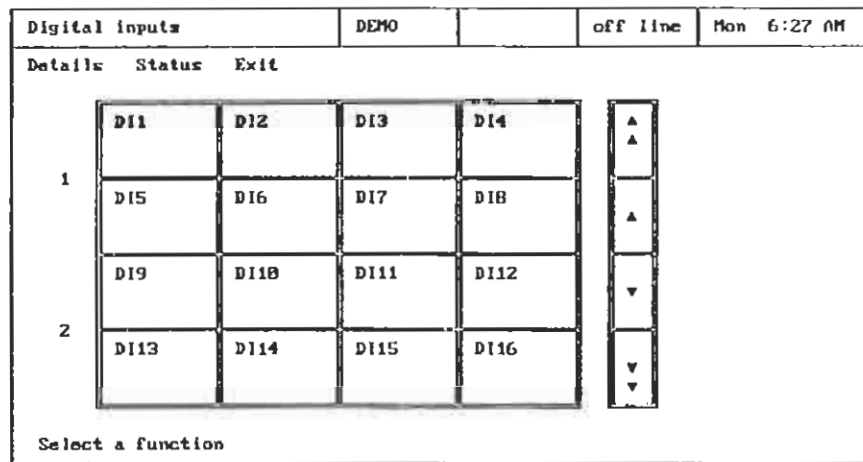 Digital inputs DEMO off line Mon 6:27 AM
Details Status Exit
DI1 DI2 DI3 DI4
1
DI5 DI6 DI7 DI8
DI9 DI10 DI11 DI12
2
DI13 DI14 DI15 DI16
Select a function